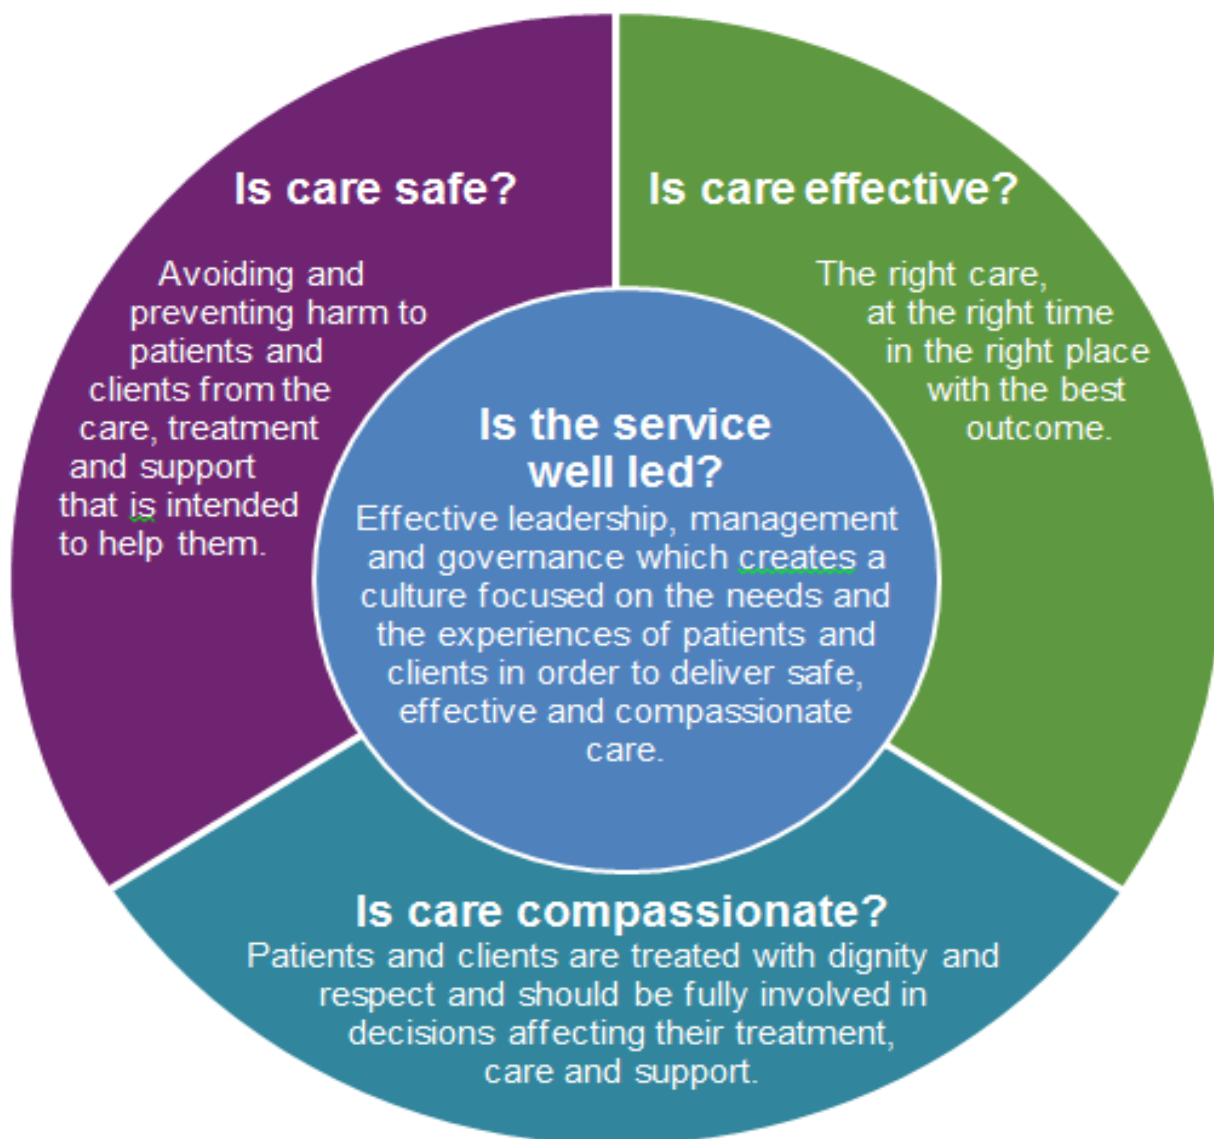 Is care safe?
Avoiding and
preventing harm to
patients and
clients from the
care, treatment
and support
that is intended
to help them.
Is care effective?
The right care,
at the right time
in the right place
with the best
outcome.
Is the service
well led?
Effective leadership, management
and governance which creates a
culture focused on the needs and
the experiences of patients and
clients in order to deliver safe,
effective and compassionate
care.
Is care compassionate?
Patients and clients are treated with dignity and
respect and should be fully involved in
decisions affecting their treatment,
care and support.